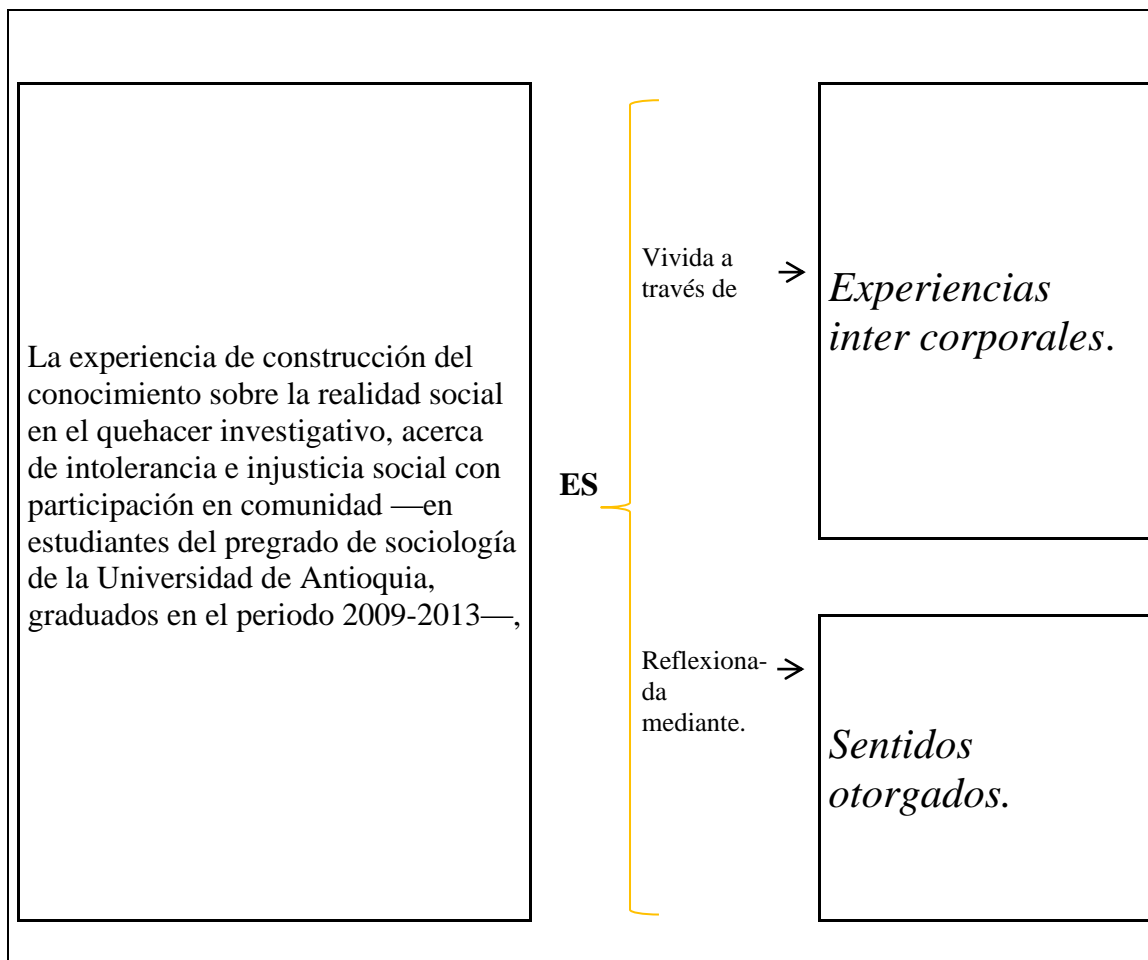 La experiencia de construcción del
conocimiento sobre la realidad social
en el quehacer investigativo, acerca
de intolerancia e injusticia social con
participación en comunidad —en
estudiantes del pregrado de sociología
de la Universidad de Antioquia,
graduados en el periodo 2009-2013—,
ES
Vivida a
través de
Experiencias
inter corporales.
Reflexiona-
da
mediante.
Sentidos
otorgados.